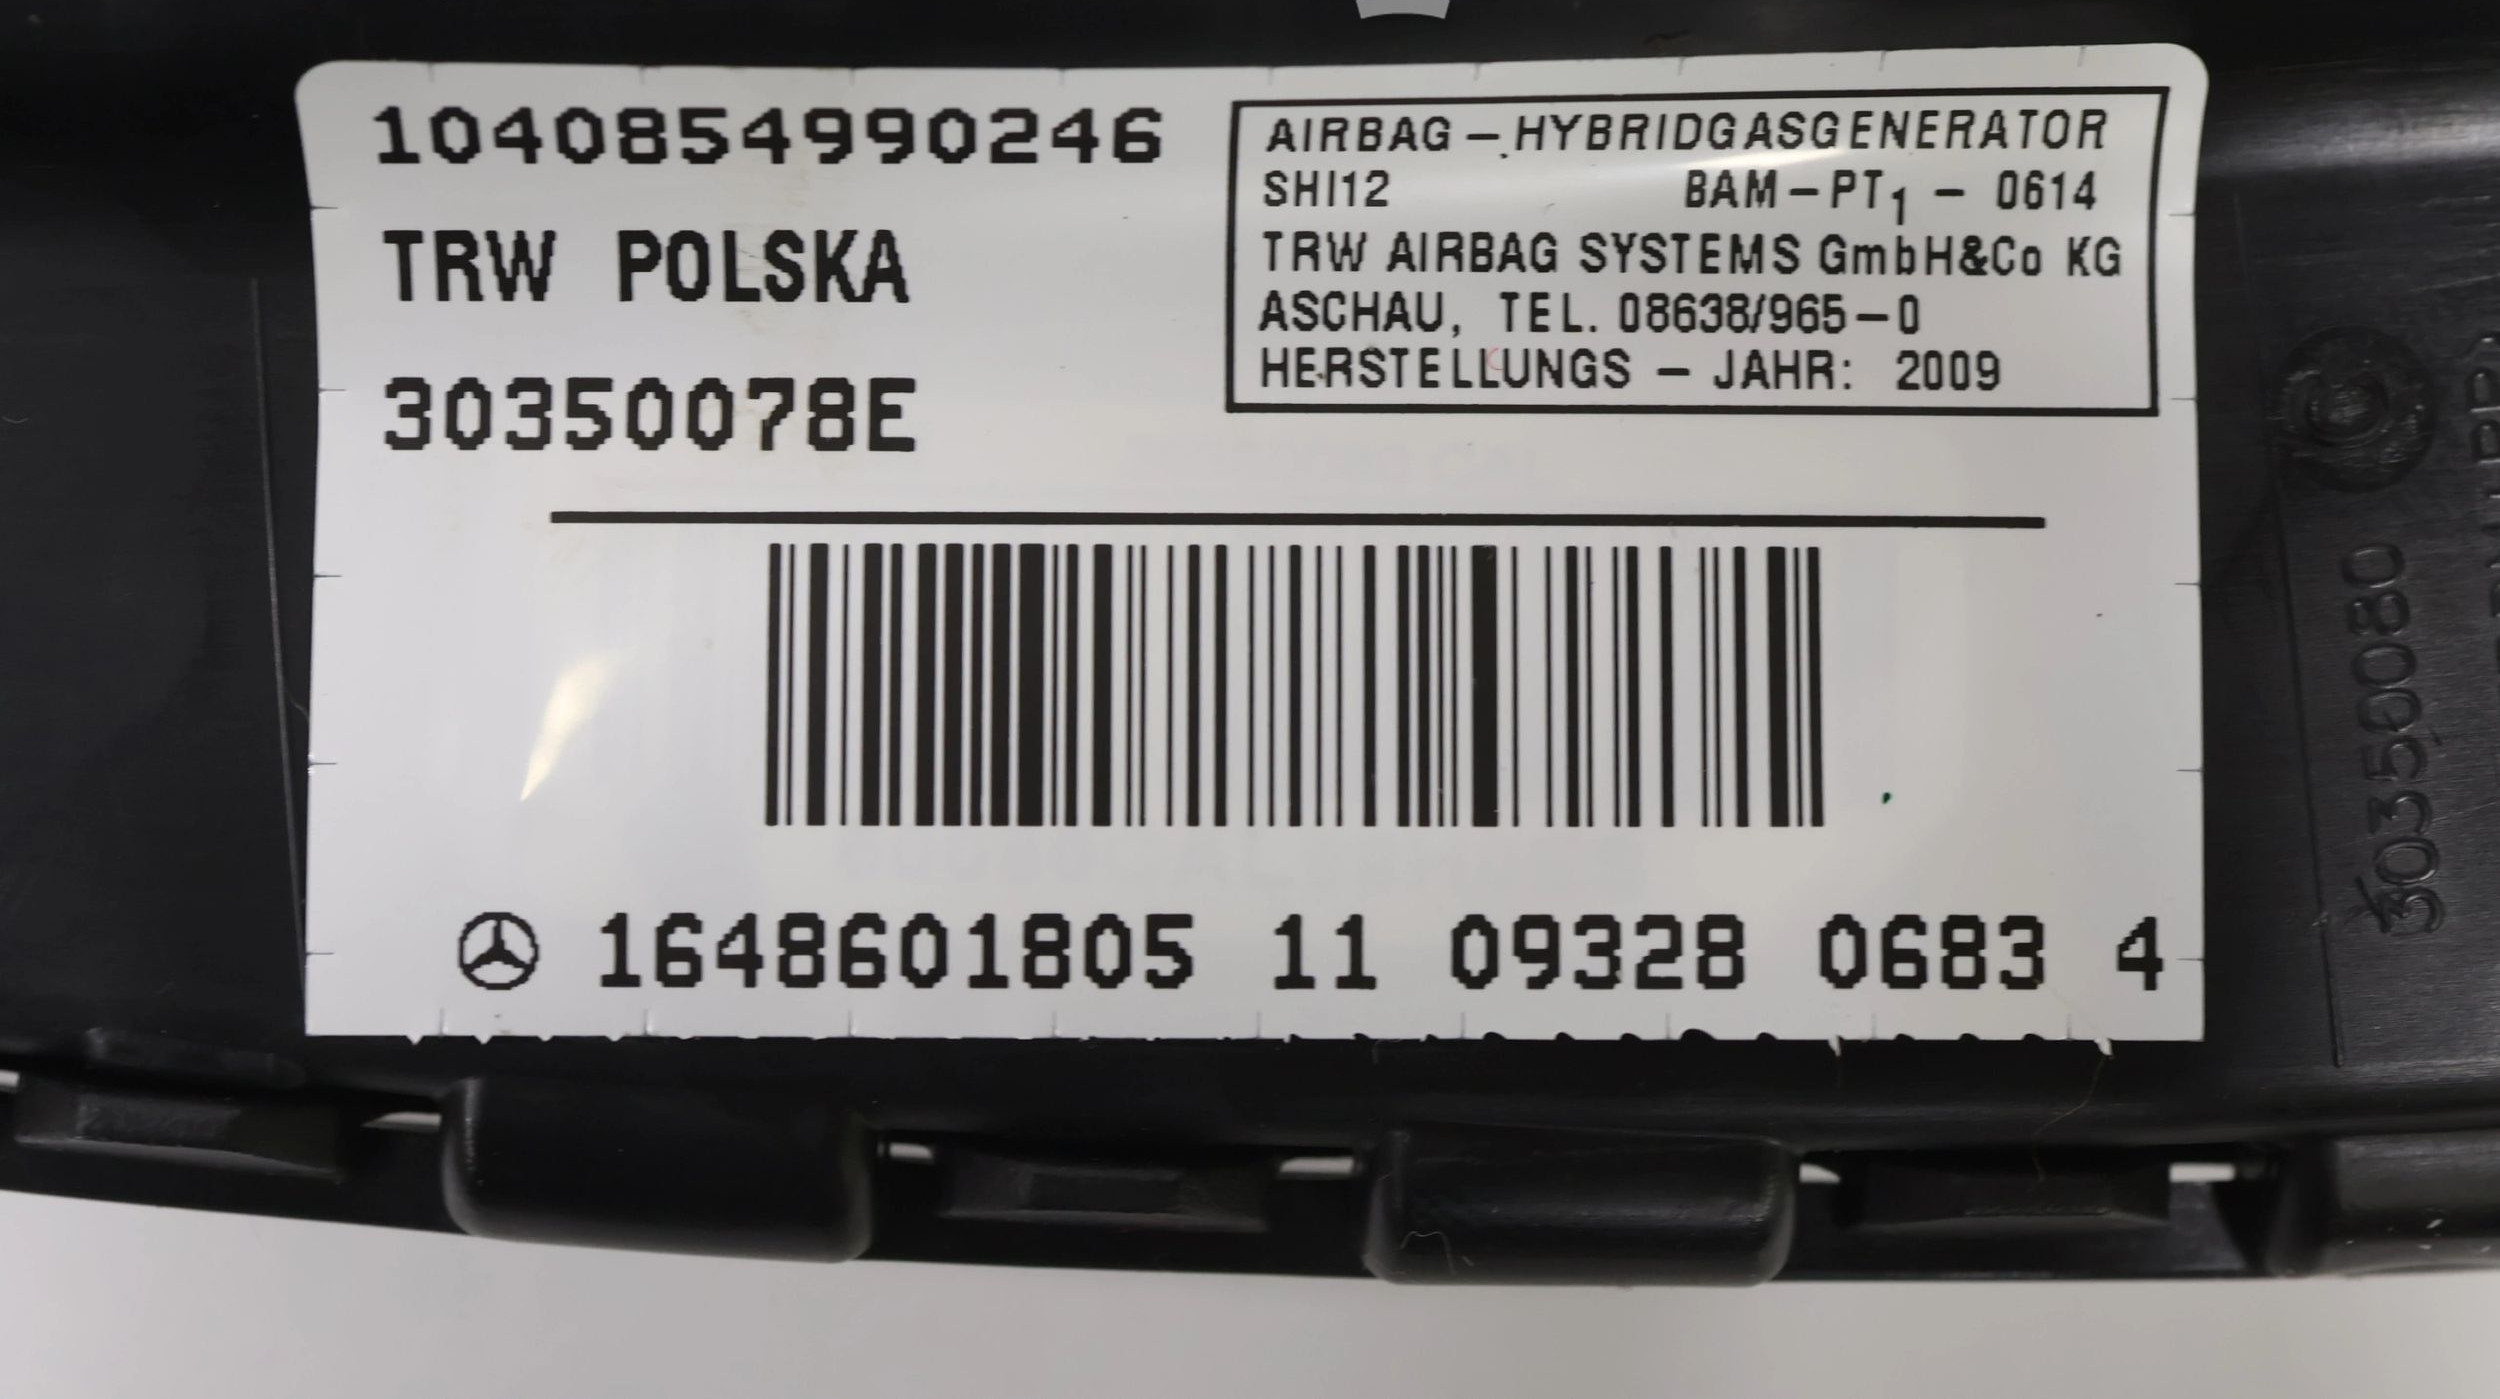 1040854990246
TRW POLSKA
30350078E
AIRBAG – HYBRIDGASGENERATOR
SHI12 BAM – PT1 – 0614
TRW AIRBAG SYSTEMS GmbH&Co KG
ASCHAU, TEL. 08638/965–0
HERSTELLUNGS – JAHR: 2009
1648601805 11 09328 0683 4
30350080